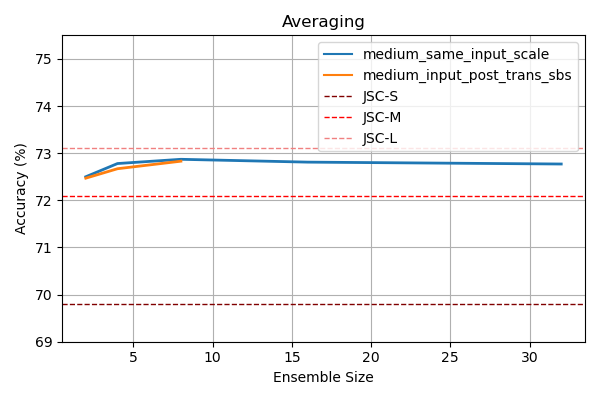 Averaging
medium_same_input_scale
medium_input_post_trans_sbs
JSC-S
JSC-M
JSC-L
Accuracy (%)
75
74
73
72
71
70
69
5 10 15 20 25 30
Ensemble Size